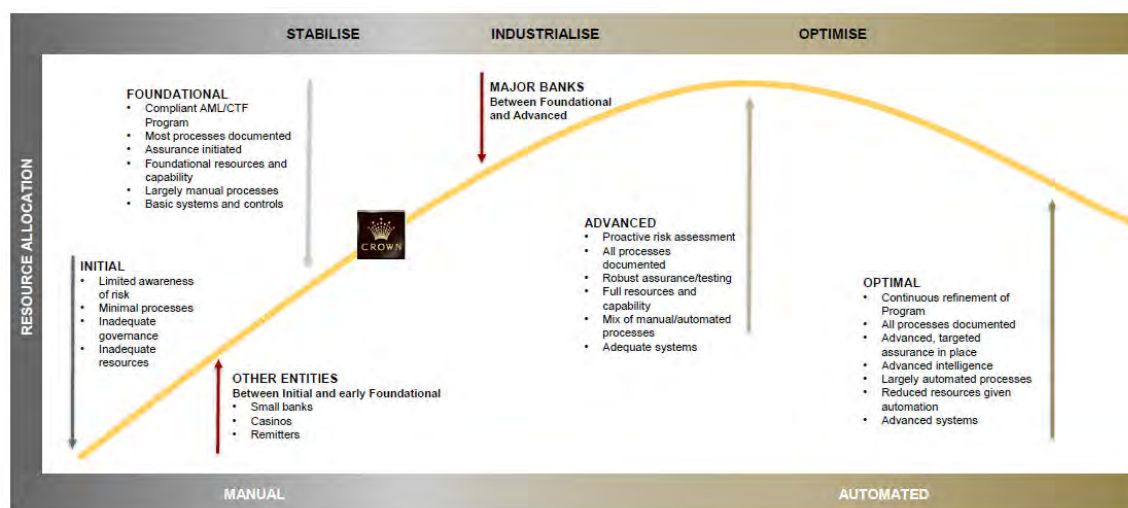 STABILISE
INDUSTRIALISE
OPTIMISE
RESOURCE ALLOCATION
FOUNDATIONAL
• Compliant AML/CTF
Program
• Most processes documented
• Assurance initiated
• Foundational resources and
capability
• Largely manual processes
• Basic systems and controls
MAJOR BANKS
Between Foundational
and Advanced
CROWN
INITIAL
• Limited awareness
of risk
• Minimal processes
• Inadequate
governance
• Inadequate
resources
OTHER ENTITIES
Between Initial and early Foundational
• Small banks
• Casinos
• Remitters
ADVANCED
• Proactive risk assessment
• All processes
documented
• Robust assurance/testing
• Full resources and
capability
• Mix of manual/automated
processes
• Adequate systems
OPTIMAL
• Continuous refinement of
Program
• All processes documented
• Advanced, targeted
assurance in place
• Advanced intelligence
• Largely automated processes
• Reduced resources given
automation
• Advanced systems
MANUAL
AUTOMATED